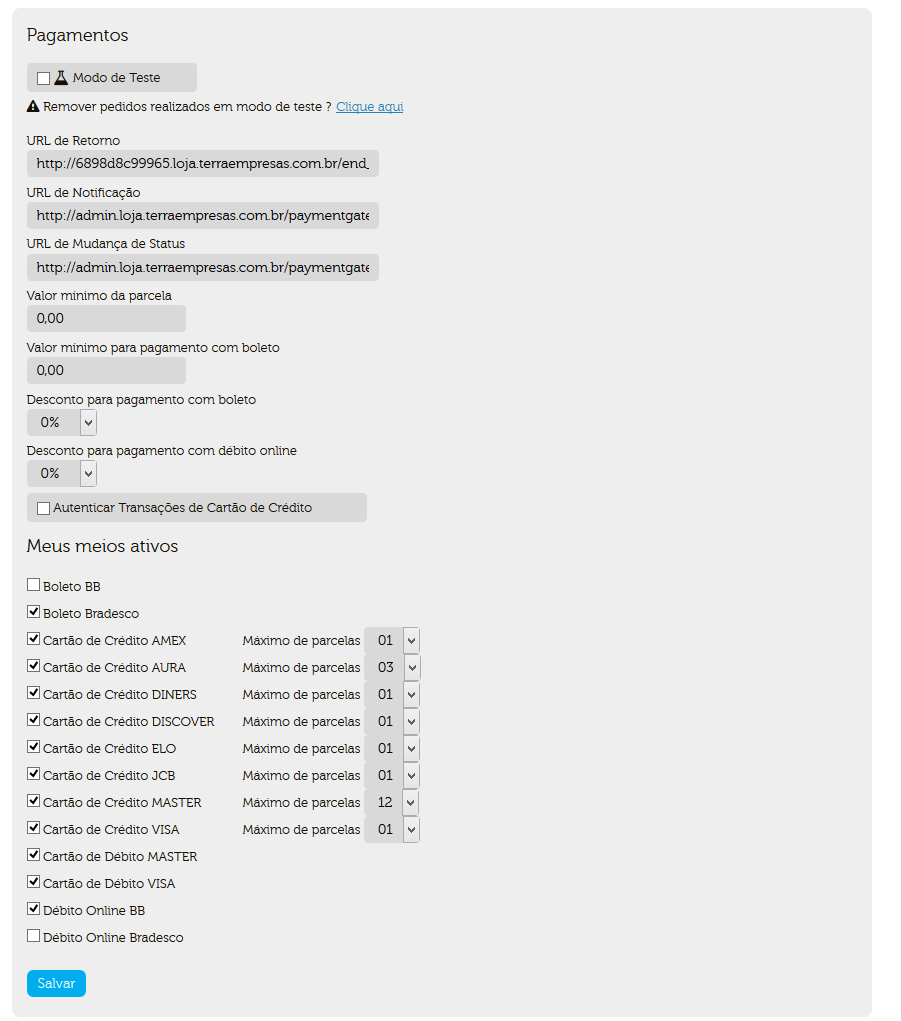 Pagamentos
Modo de Teste
Remover pedidos realizados em modo de teste ? Clique aqui
URL de Retorno
http://6898d8c99965.loja.terraempresas.com.br/end_
URL de Notificação
http://admin.loja.terraempresas.com.br/paymentgate
URL de Mudança de Status
http://admin.loja.terraempresas.com.br/paymentgate
Valor mínimo da parcela
0,00
Valor mínimo para pagamento com boleto
0,00
Desconto para pagamento com boleto
0%
Desconto para pagamento com débito online
0%
Autenticar Transações de Cartão de Crédito
Meus meios ativos
Boleto BB
Boleto Bradesco
Cartão de Crédito AMEX Máximo de parcelas 01
Cartão de Crédito AURA Máximo de parcelas 03
Cartão de Crédito DINERS Máximo de parcelas 01
Cartão de Crédito DISCOVER Máximo de parcelas 01
Cartão de Crédito ELO Máximo de parcelas 01
Cartão de Crédito JCB Máximo de parcelas 01
Cartão de Crédito MASTER Máximo de parcelas 12
Cartão de Crédito VISA Máximo de parcelas 01
Cartão de Débito MASTER
Cartão de Débito VISA
Débito Online BB
Débito Online Bradesco
Salvar